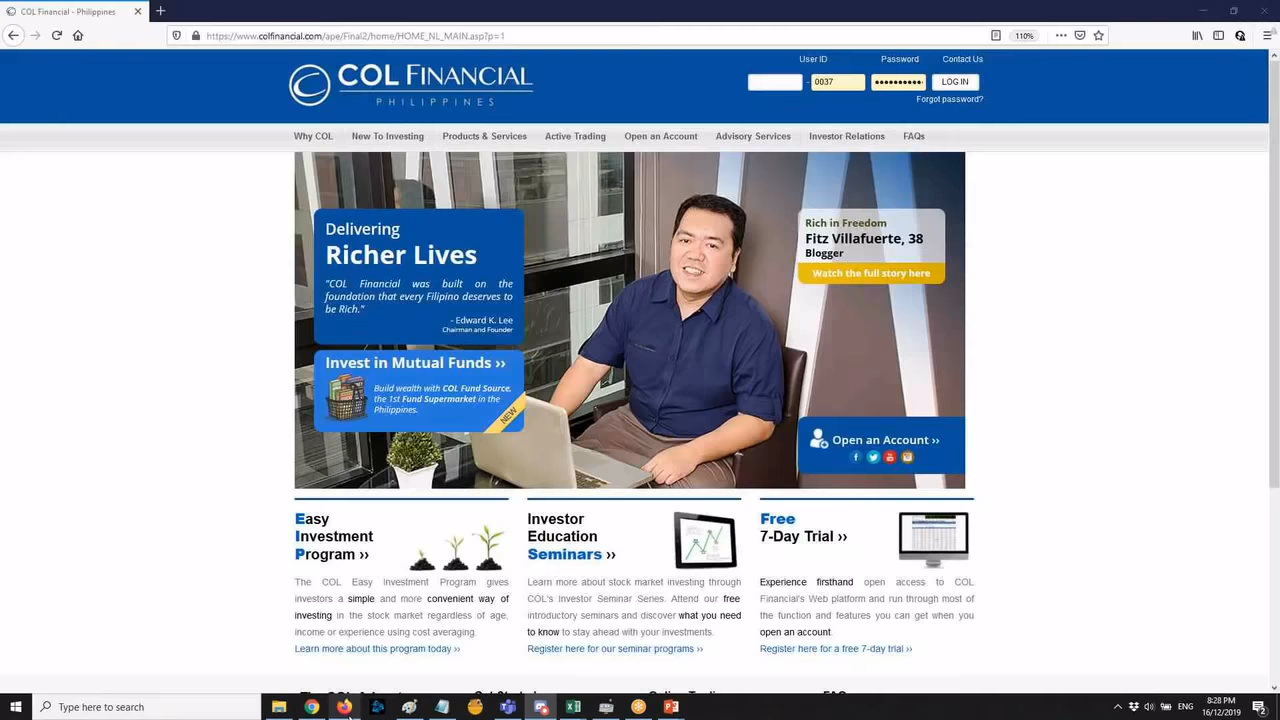 COL Financial - Philippines
https://www.colfinancial.com/ape/Final2/home/HOME_NL_MAIN.asp?p=1
110%
User ID
Password
Contact Us
COL FINANCIAL
PHILIPPINES
-
0037
LOG IN
Forgot password?
Why COL
New To Investing
Products & Services
Active Trading
Open an Account
Advisory Services
Investor Relations
FAQs
Delivering
Richer Lives
"COL Financial was built on the
foundation that every Filipino deserves to
be Rich."
- Edward K. Lee
Chairman and Founder
Invest in Mutual Funds ››
Build wealth with COL Fund Source,
the 1st Fund Supermarket in the
Philippines.
NEW
Rich in Freedom
Fitz Villafuerte, 38
Blogger
Watch the full story here
Open an Account ››
Easy
Investment
Program ››
The COL Easy Investment Program gives
investors a simple and more convenient way of
investing in the stock market regardless of age,
income or experience using cost averaging.
Learn more about this program today ››
Investor
Education
Seminars ››
Learn more about stock market investing through
COL's Investor Seminar Series. Attend our free
introductory seminars and discover what you need
to know to stay ahead with your investments.
Register here for our seminar programs ››
Free
7-Day Trial ››
Experience firsthand open access to COL
Financial's Web platform and run through most of
the function and features you can get when you
open an account.
Register here for a free 7-day trial ››
Type here to search
ENG
8:28 PM
16/12/2019